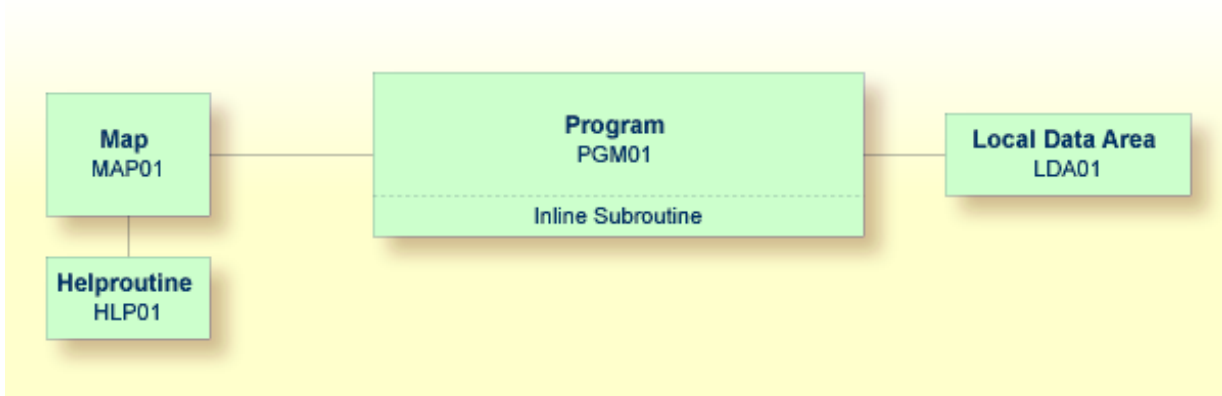 Map
MAP01
Program
PGM01
Inline Subroutine
Local Data Area
LDA01
Helproutine
HLP01